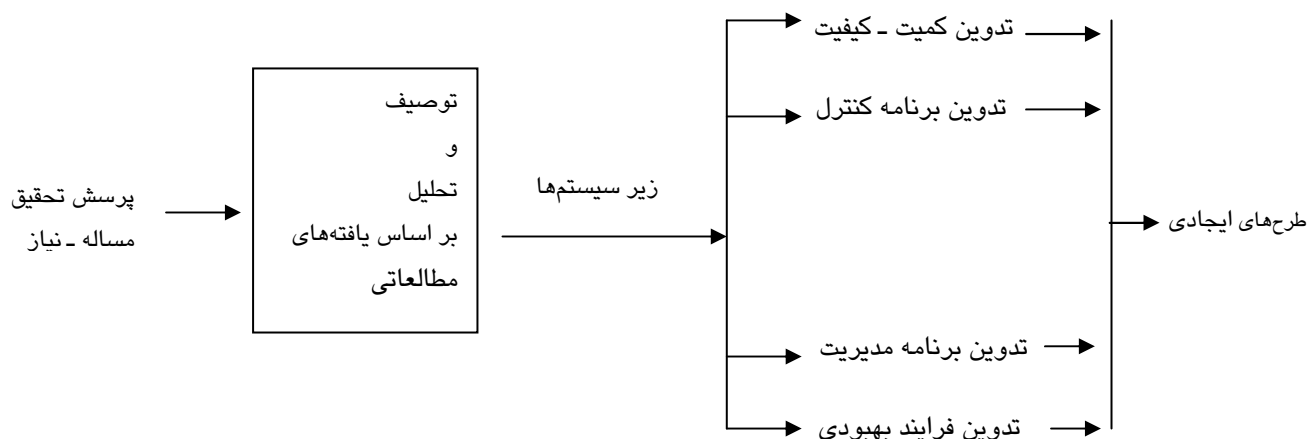 پرسش تحقیق
مساله ـ نیاز
توصیف
و
تحلیل
بر اساس یافته‌های
مطالعاتی
زیر سیستم‌ها
تدوین کمیت ـ کیفیت
تدوین برنامه کنترل
تدوین برنامه مدیریت
تدوین فرایند بهبودی
طرح‌های ایجادی